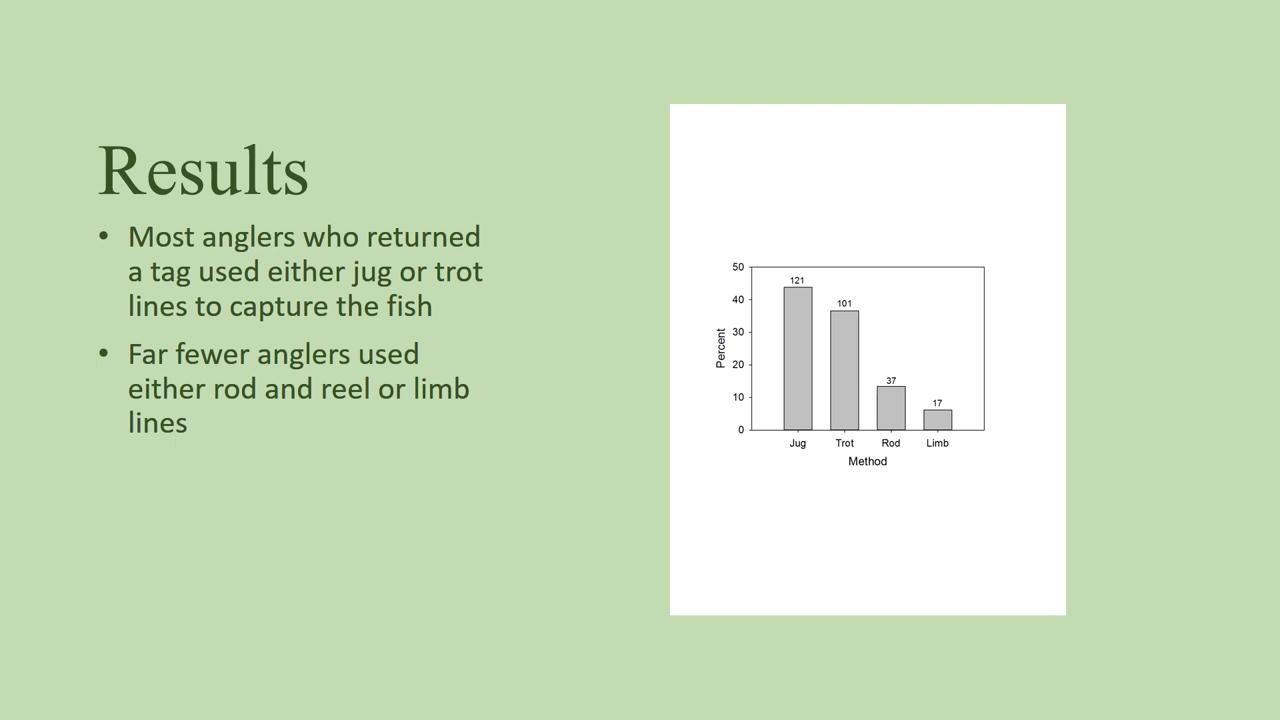 Results
• Most anglers who returned
a tag used either jug or trot
lines to capture the fish
• Far fewer anglers used
either rod and reel or limb
lines
50
40
30
20
10
0
Percent
121
101
37
17
Jug Trot Rod Limb
Method